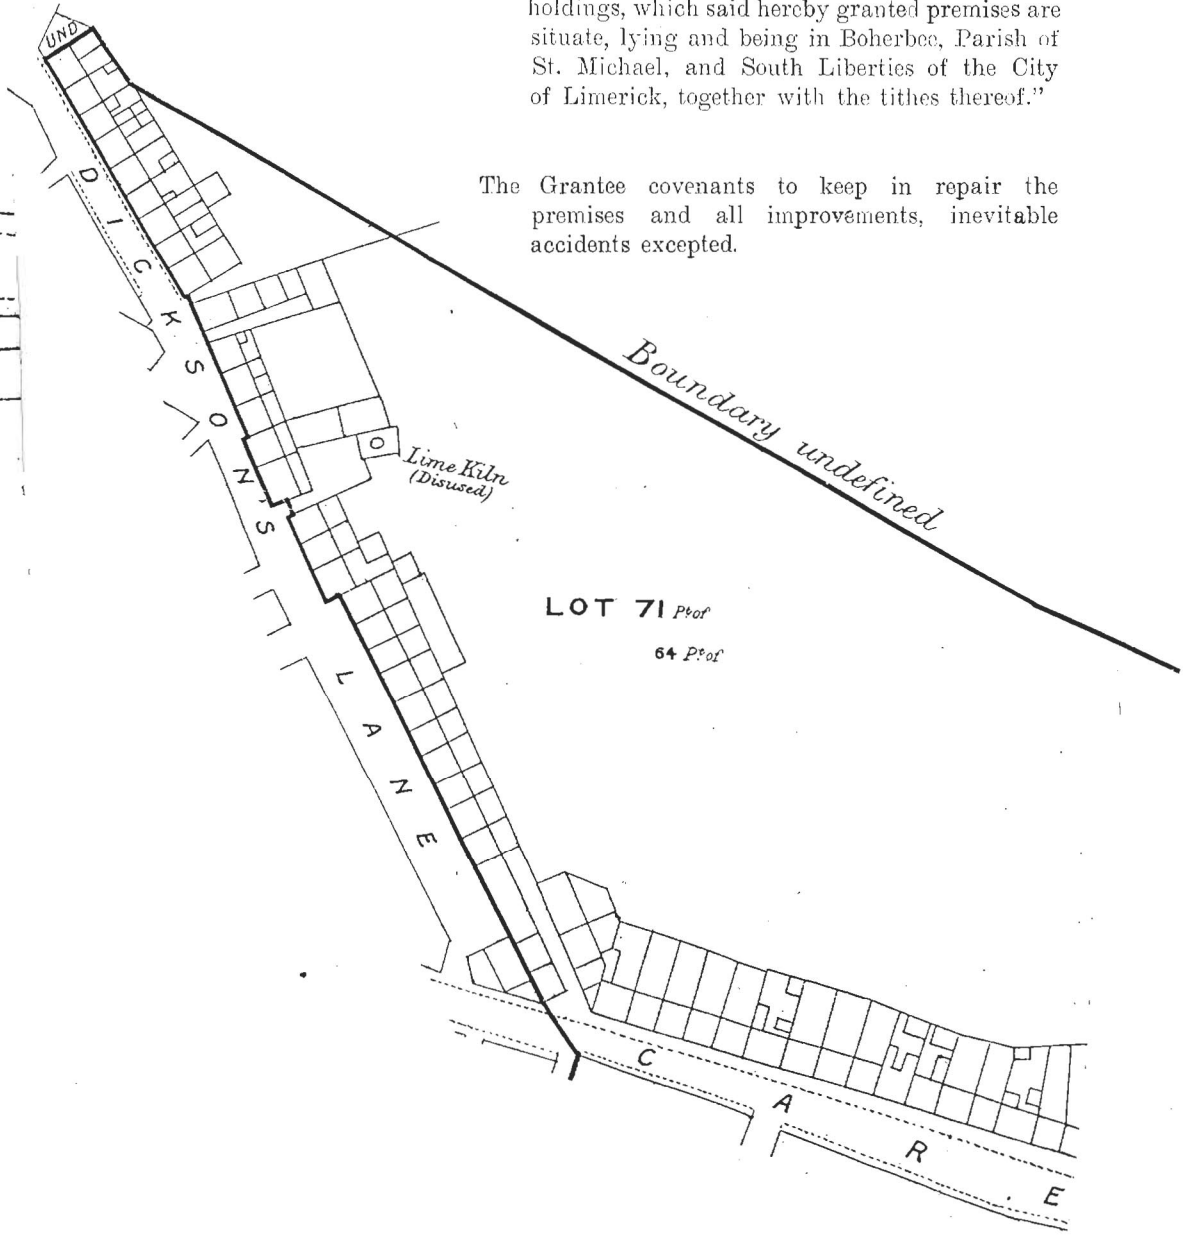 holdings, which said hereby granted premises are
situate, lying and being in Boherbee, Parish of
St. Michael, and South Liberties of the City
of Limerick, together with the tithes thereof.”
The Grantee covenants to keep in repair the
premises and all improvements, inevitable
accidents excepted.
UND
DICKSON'S LANE
Boundary undefined
Lime Kiln
(Disused)
LOT 71 Pt of
64 Pt of
CARE